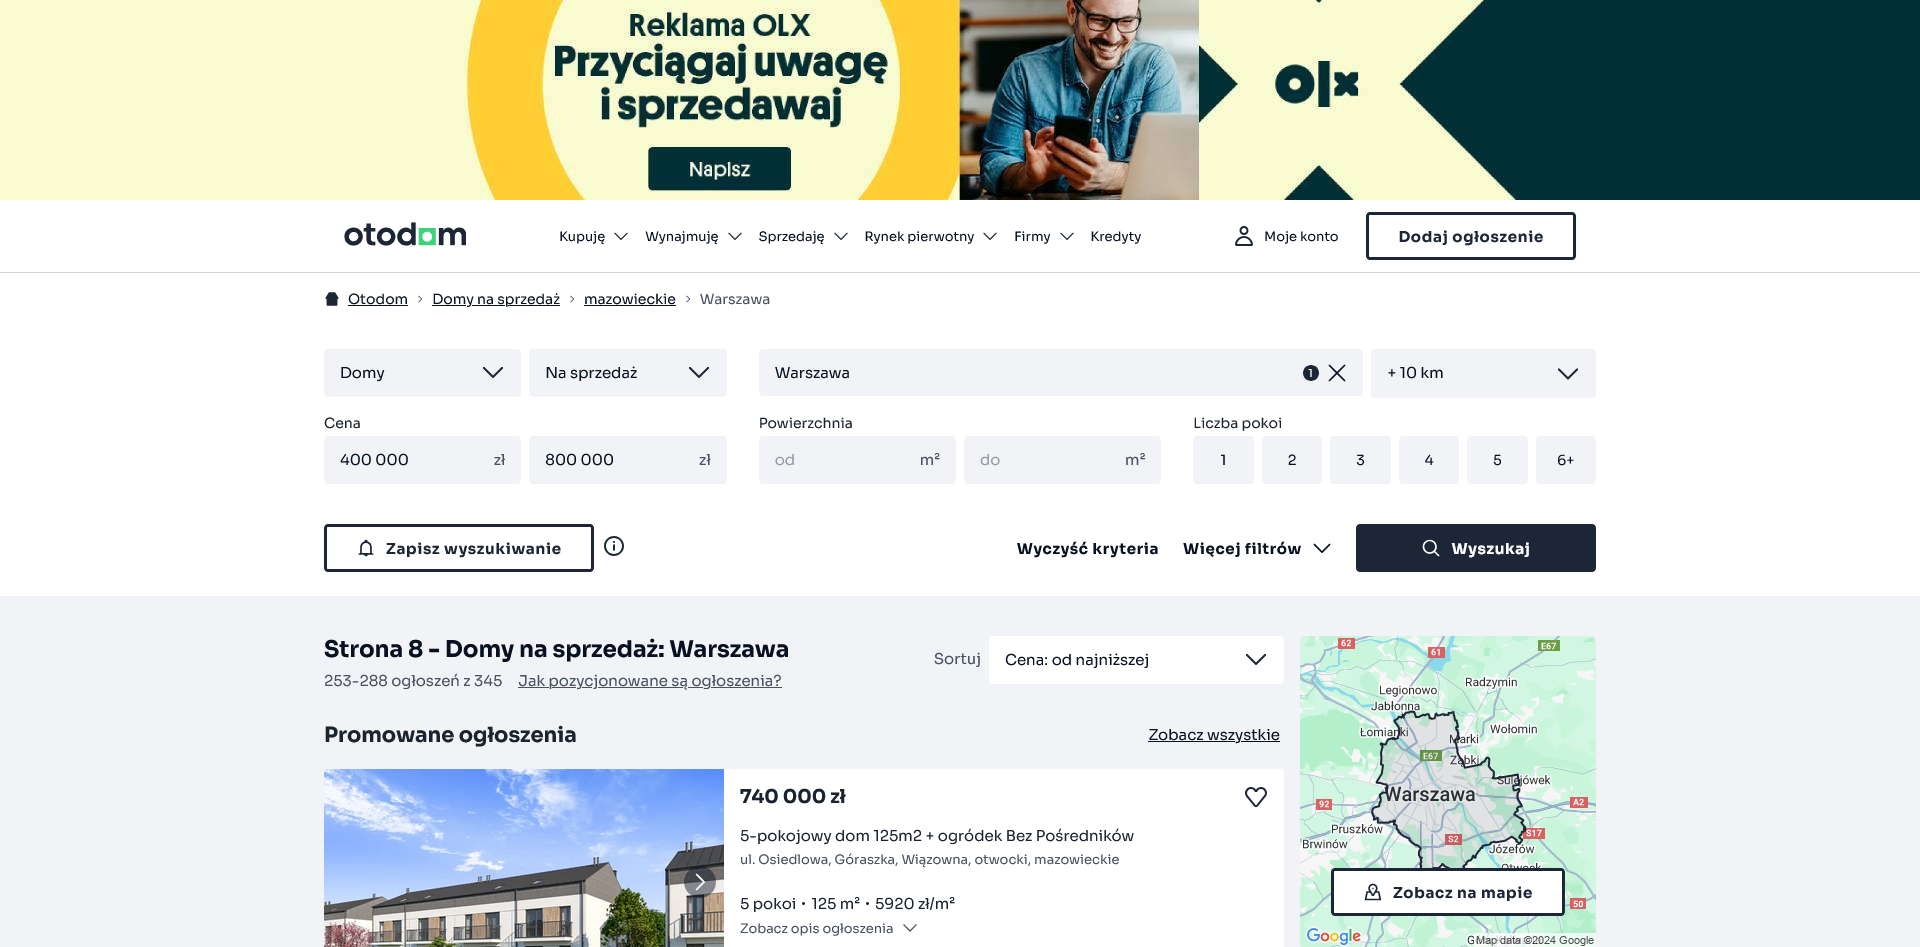 Reklama OLX
Przyciągaj uwagę
i sprzedawaj
Napisz
olx
otodom
Kupuję
Wynajmuję
Sprzedaję
Rynek pierwotny
Firmy
Kredyty
Moje konto
Dodaj ogłoszenie
Otodom > Domy na sprzedaż > mazowieckie > Warszawa
Domy
Na sprzedaż
Warszawa
1
+ 10 km
Cena
Powierzchnia
Liczba pokoi
400 000 zł
800 000 zł
od m²
do m²
1
2
3
4
5
6+
Zapisz wyszukiwanie
Wyczyść kryteria
Więcej filtrów
Wyszukaj
Strona 8 - Domy na sprzedaż: Warszawa
253-288 ogłoszeń z 345
Jak pozycjonowane są ogłoszenia?
Sortuj
Cena: od najniższej
Promowane ogłoszenia
Zobacz wszystkie
740 000 zł
5-pokojowy dom 125m2 + ogródek Bez Pośredników
ul. Osiedlowa, Góraszka, Wiązowna, otwocki, mazowieckie
5 pokoi • 125 m² • 5920 zł/m²
Zobacz opis ogłoszenia
62
61
E67
Radzymin
Legionowo
Jabłonna
Łomianki
Marki
Wołomin
E67
Ząbki
Sulejówek
Warszawa
92
A2
Pruszków
S2
S17
Brwinów
Józefów
Otwock
Zobacz na mapie
50
Google
Map data ©2024 Google